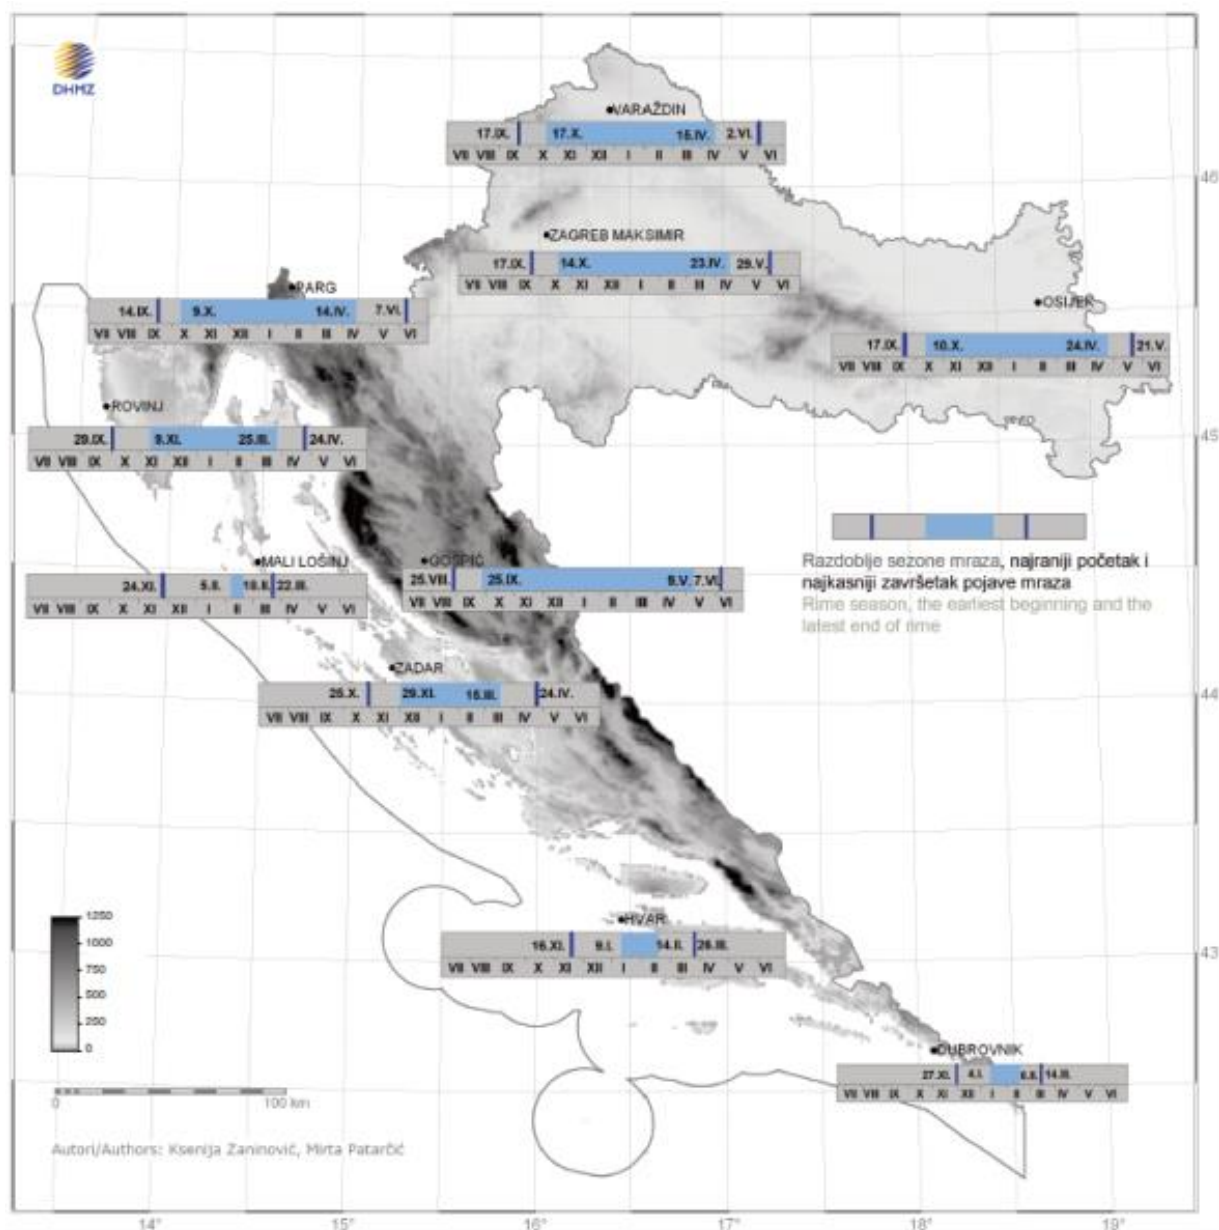 DHMZ
VARAŽDIN
17.IX. 17.X. 15.IV. 2.VI.
VII VIII IX X XI XII I II III IV V VI
46
ZAGREB MAKSIMIR
17.IX. 14.X. 23.IV. 29.V.
VII VIII IX X XI XII I II III IV V VI
PARG
14.IX. 9.X. 14.IV. 7.VI.
VII VIII IX X XI XII I II III IV V VI
OSIJEK
17.IX. 10.X. 24.IV. 21.V.
VII VIII IX X XI XII I II III IV V VI
ROVINJ
29.IX. 9.XI. 25.III. 24.IV.
VII VIII IX X XI XII I II III IV V VI
45
MALI LOŠINJ
24.XI. 5.II. 18.II. 22.III.
VII VIII IX X XI XII I II III IV V VI
GOSPIĆ
25.VIII. 25.IX. 9.V. 7.VI.
VII VIII IX X XI XII I II III IV V VI
Razdoblje sezone mraza, najraniji početak i
najkasniji završetak pojave mraza
Rime season, the earliest beginning and the
latest end of rime
ZADAR
25.X. 29.XI. 15.III. 24.IV.
VII VIII IX X XI XII I II III IV V VI
44
HVAR
16.XI. 9.I. 14.II. 26.III.
VII VIII IX X XI XII I II III IV V VI
43
1250
1000
750
500
250
0
DUBROVNIK
27.XI. 4.I. 6.II. 14.III.
VII VIII IX X XI XII I II III IV V VI
0 100 km
Autori/Authors: Ksenija Zaninović, Mirta Patarčić
14° 15° 16° 17° 18° 19°